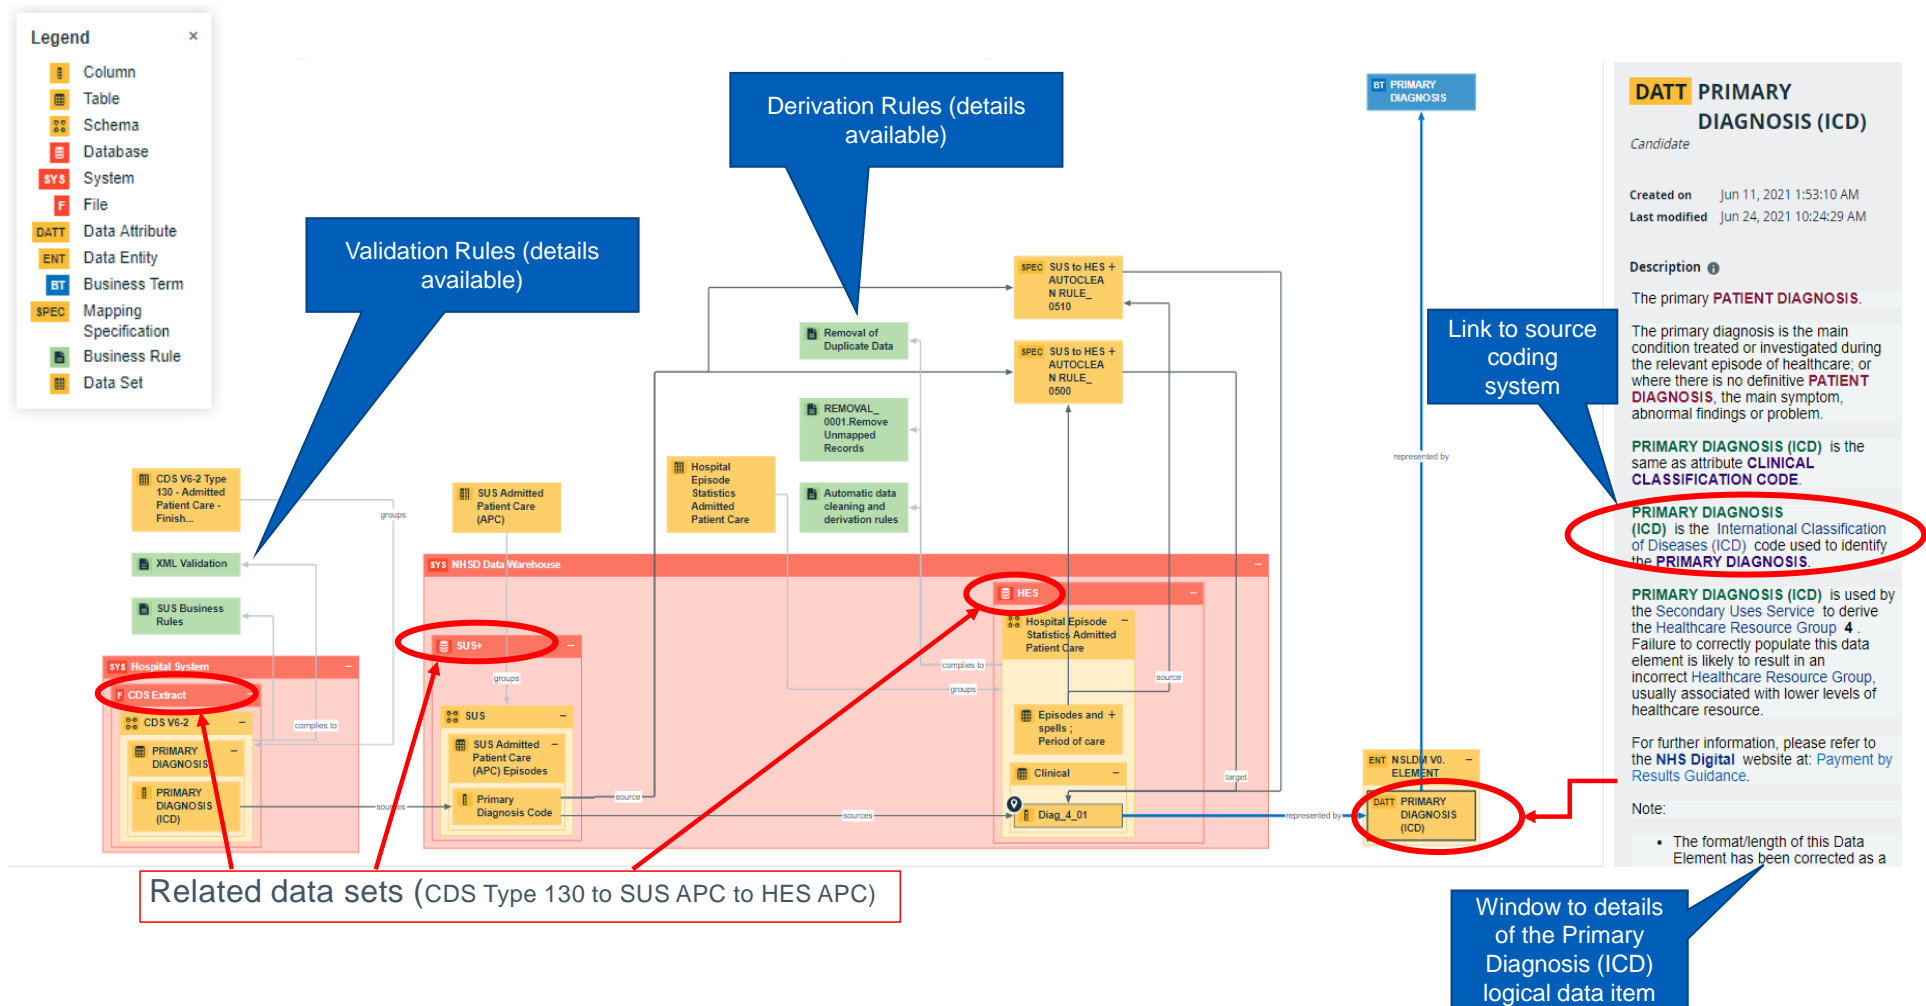 Legend ×
Column
Table
Schema
Database
SYS System
F File
DATT Data Attribute
ENT Data Entity
BT Business Term
SPEC Mapping
Specification
Business Rule
Data Set
Validation Rules (details
available)
Derivation Rules (details
available)
BT PRIMARY
DIAGNOSIS
SPEC SUS to HES +
AUTOCLEA
N RULE_
0510
Removal of
Duplicate Data
SPEC SUS to HES +
AUTOCLEA
N RULE_
0500
REMOVAL_
0001.Remove
Unmapped
Records
Automatic data
cleaning and
derivation rules
Hospital
Episode
Statistics
Admitted
Patient Care
SUS Admitted
Patient Care
(APC)
CDS V6-2 Type
130 - Admitted
Patient Care -
Finish...
groups
XML Validation
SUS Business
Rules
represented by
SYS Hospital System −
F CDS Extract −
CDS V6-2 −
PRIMARY −
DIAGNOSIS
PRIMARY
DIAGNOSIS
(ICD)
complies to
sources
SYS NHSD Data Warehouse −
SUS+ −
groups
SUS −
SUS Admitted −
Patient Care
(APC) Episodes
Primary
Diagnosis Code
source
sources
complies to
groups
HES −
Hospital Episode −
Statistics Admitted
Patient Care
source
Episodes and +
spells ;
Period of care
Clinical −
Diag_4_01
target
represented by
ENT NSLDM V0. −
ELEMENT
DATT PRIMARY
DIAGNOSIS
(ICD)
Related data sets (CDS Type 130 to SUS APC to HES APC)
Link to source
coding
system
DATT PRIMARY
DIAGNOSIS (ICD)
Candidate
Created on Jun 11, 2021 1:53:10 AM
Last modified Jun 24, 2021 10:24:29 AM
Description
The primary PATIENT DIAGNOSIS.
The primary diagnosis is the main
condition treated or investigated during
the relevant episode of healthcare; or
where there is no definitive PATIENT
DIAGNOSIS, the main symptom,
abnormal findings or problem.
PRIMARY DIAGNOSIS (ICD) is the
same as attribute CLINICAL
CLASSIFICATION CODE.
PRIMARY DIAGNOSIS
(ICD) is the International Classification
of Diseases (ICD) code used to identify
the PRIMARY DIAGNOSIS.
PRIMARY DIAGNOSIS (ICD) is used by
the Secondary Uses Service to derive
the Healthcare Resource Group 4 .
Failure to correctly populate this data
element is likely to result in an
incorrect Healthcare Resource Group,
usually associated with lower levels of
healthcare resource.
For further information, please refer to
the NHS Digital website at: Payment by
Results Guidance.
Note:
• The format/length of this Data
Element has been corrected as a
Window to details
of the Primary
Diagnosis (ICD)
logical data item